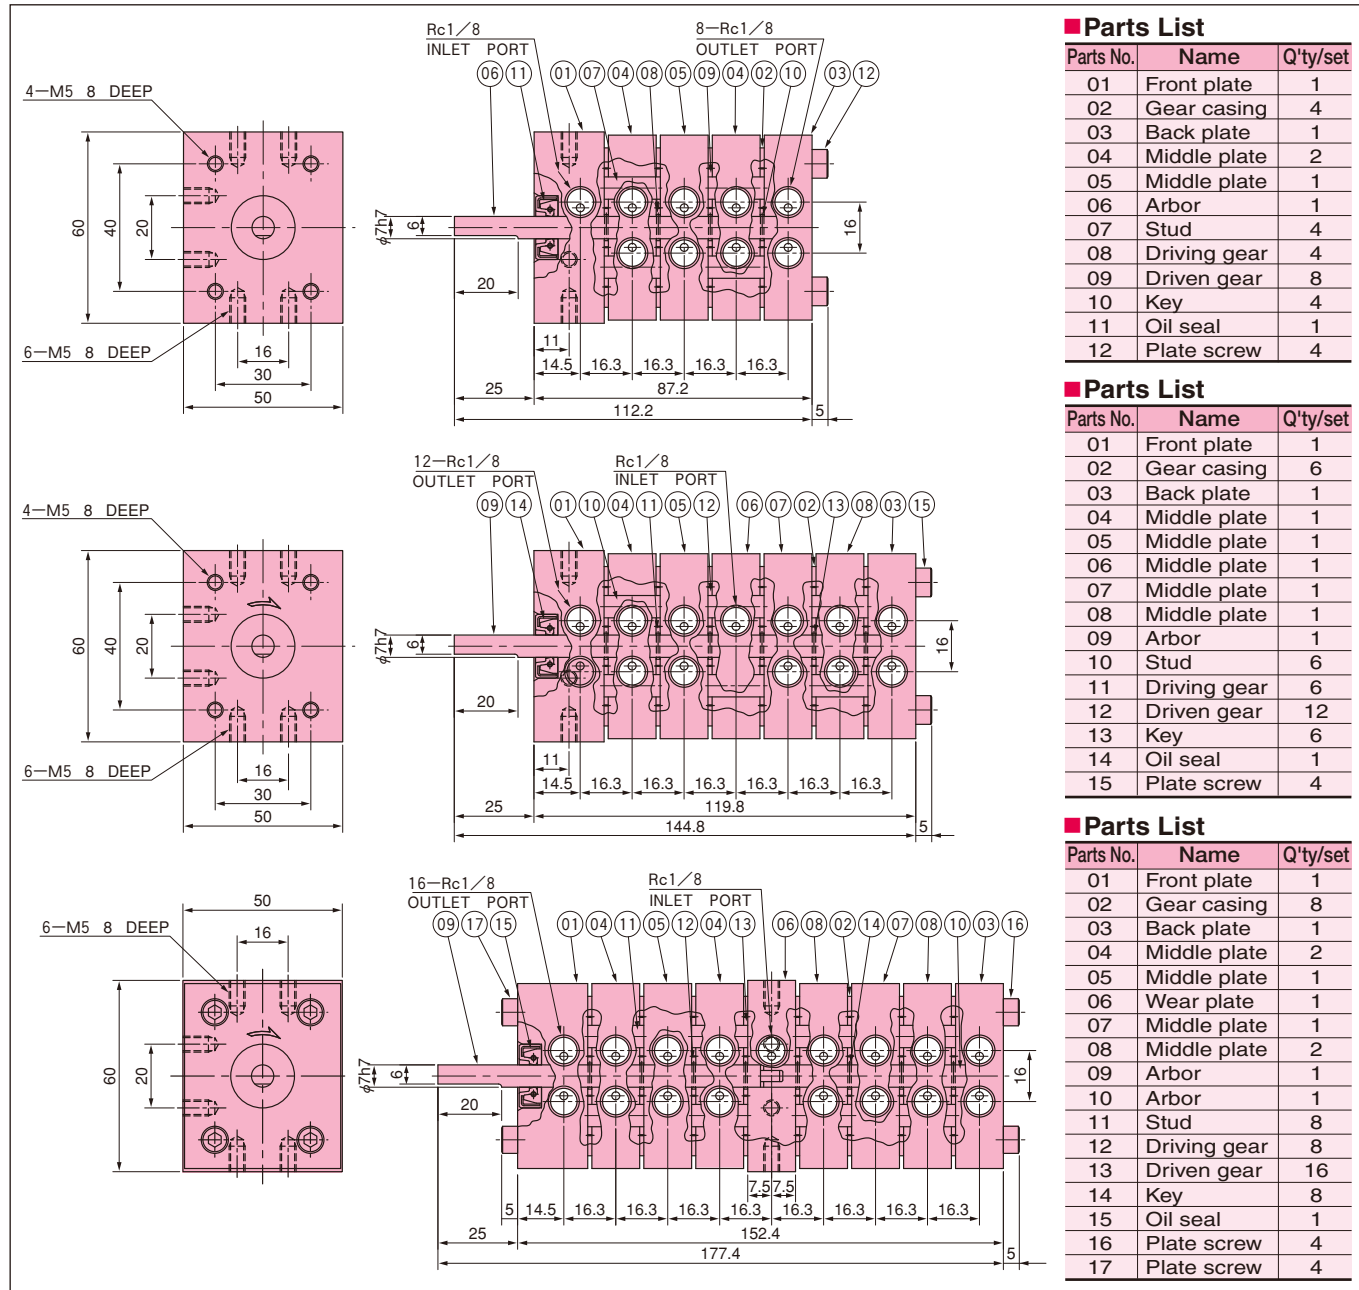 Rc1/8
INLET PORT
8-Rc1/8
OUTLET PORT
06 11 01 07 04 08 05 09 04 02 10 03 12
4-M5 8 DEEP
60
40
20
6-M5 8 DEEP
16
30
50
φ7h7
6
20
16
11
14.5 16.3 16.3 16.3 16.3
25 87.2
112.2 5
■Parts List
Parts No. Name Q'ty/set
01 Front plate 1
02 Gear casing 4
03 Back plate 1
04 Middle plate 2
05 Middle plate 1
06 Arbor 1
07 Stud 4
08 Driving gear 4
09 Driven gear 8
10 Key 4
11 Oil seal 1
12 Plate screw 4
12-Rc1/8
OUTLET PORT
Rc1/8
INLET PORT
09 14 01 10 04 11 05 12 06 07 02 13 08 03 15
4-M5 8 DEEP
60
40
20
6-M5 8 DEEP
16
30
50
φ7h7
6
20
16
11
14.5 16.3 16.3 16.3 16.3 16.3 16.3
25 119.8
144.8 5
■Parts List
Parts No. Name Q'ty/set
01 Front plate 1
02 Gear casing 6
03 Back plate 1
04 Middle plate 1
05 Middle plate 1
06 Middle plate 1
07 Middle plate 1
08 Middle plate 1
09 Arbor 1
10 Stud 6
11 Driving gear 6
12 Driven gear 12
13 Key 6
14 Oil seal 1
15 Plate screw 4
50
6-M5 8 DEEP
16
60
20
16-Rc1/8
OUTLET PORT
Rc1/8
INLET PORT
09 17 15 01 04 11 05 12 04 13 06 08 02 14 07 08 10 03 16
φ7h7
6
20
16
7.5 7.5
5 14.5 16.3 16.3 16.3 16.3 16.3 16.3 16.3 16.3
25 152.4
177.4 5
■Parts List
Parts No. Name Q'ty/set
01 Front plate 1
02 Gear casing 8
03 Back plate 1
04 Middle plate 2
05 Middle plate 1
06 Wear plate 1
07 Middle plate 1
08 Middle plate 2
09 Arbor 1
10 Arbor 1
11 Stud 8
12 Driving gear 8
13 Driven gear 16
14 Key 8
15 Oil seal 1
16 Plate screw 4
17 Plate screw 4